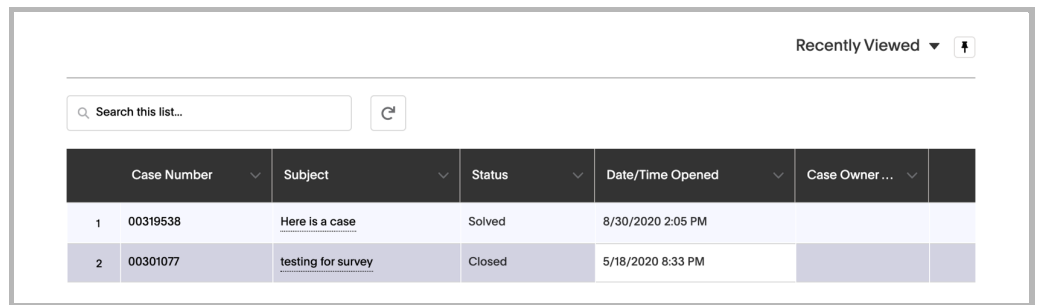 Recently Viewed
Search this list...
Case Number Subject Status Date/Time Opened Case Owner ...
1 00319538 Here is a case Solved 8/30/2020 2:05 PM
2 00301077 testing for survey Closed 5/18/2020 8:33 PM